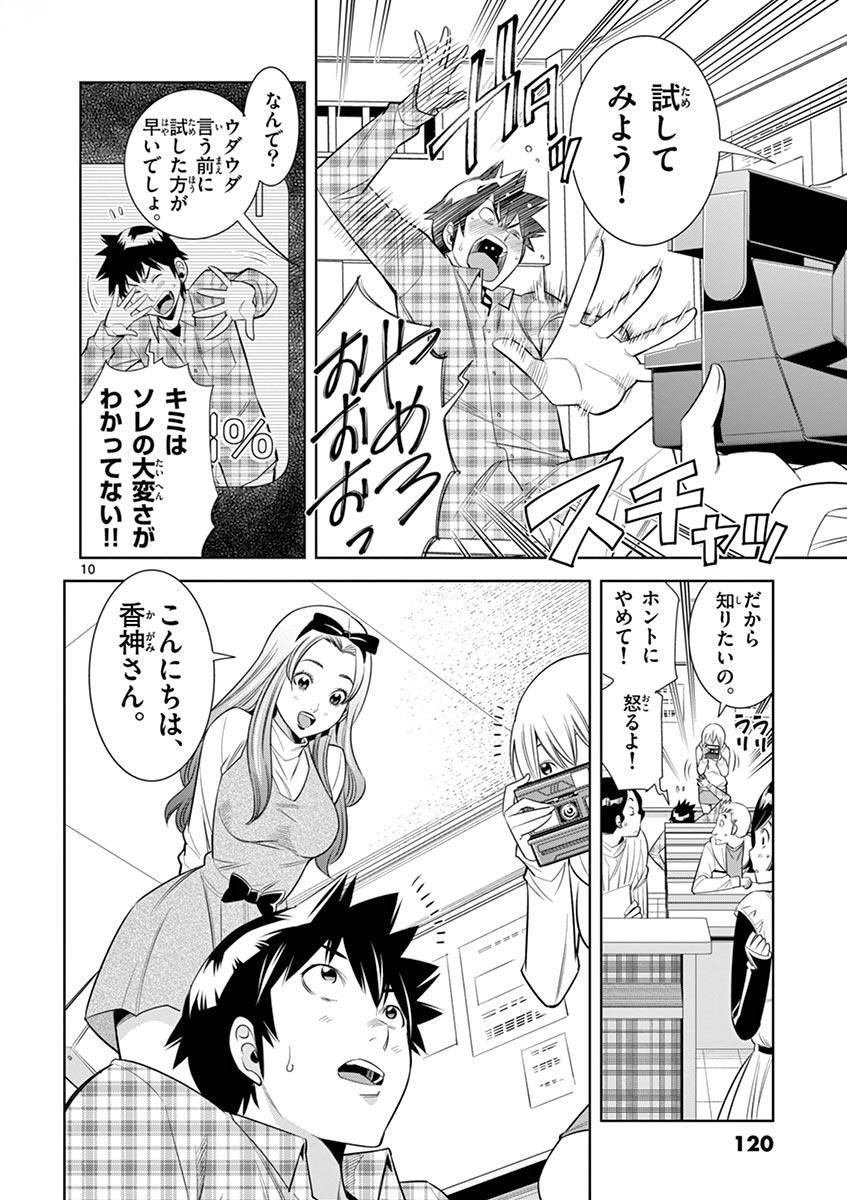 試して
みよう！
ガタ
ガタッ
やめろ
おおおおおっ
スチャッ
なんで？
ウダウダ
言う前に
試した方が
早いでしょ。
キミは
ソレの大変さが
わかってない!!
%
10
だから
知りたいの。
ホントに
やめて！
怒るよ！
こんにちは、
香神さん。
120